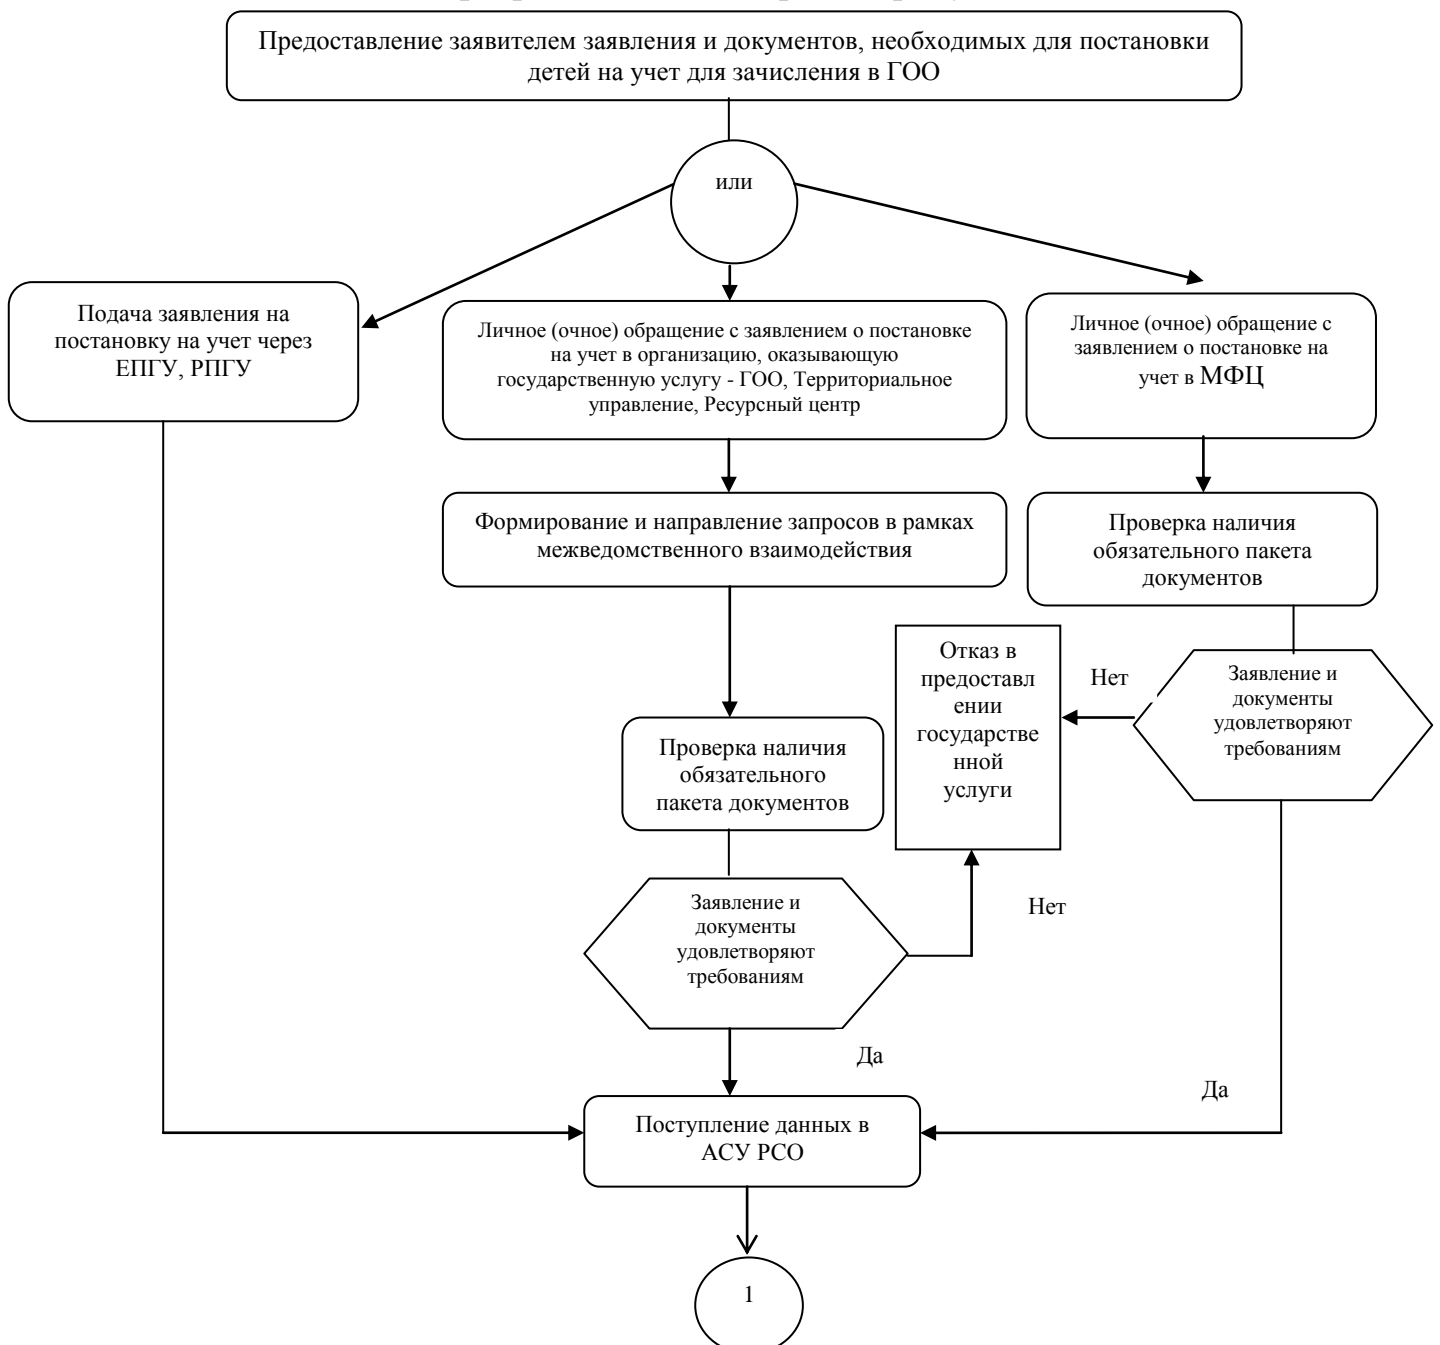 Предоставление заявителем заявления и документов, необходимых для постановки
детей на учет для зачисления в ГОО
или
Подача заявления на
постановку на учет через
ЕПГУ, РПГУ
Личное (очное) обращение с заявлением о постановке
на учет в организацию, оказывающую
государственную услугу - ГОО, Территориальное
управление, Ресурсный центр
Личное (очное) обращение с
заявлением о постановке на
учет в МФЦ
Формирование и направление запросов в рамках
межведомственного взаимодействия
Проверка наличия
обязательного пакета
документов
Отказ в
предоставл
ении
государстве
нной
услуги
Нет
Заявление и
документы
удовлетворяют
требованиям
Проверка наличия
обязательного
пакета документов
Заявление и
документы
удовлетворяют
требованиям
Нет
Да
Да
Поступление данных в
АСУ РСО
1